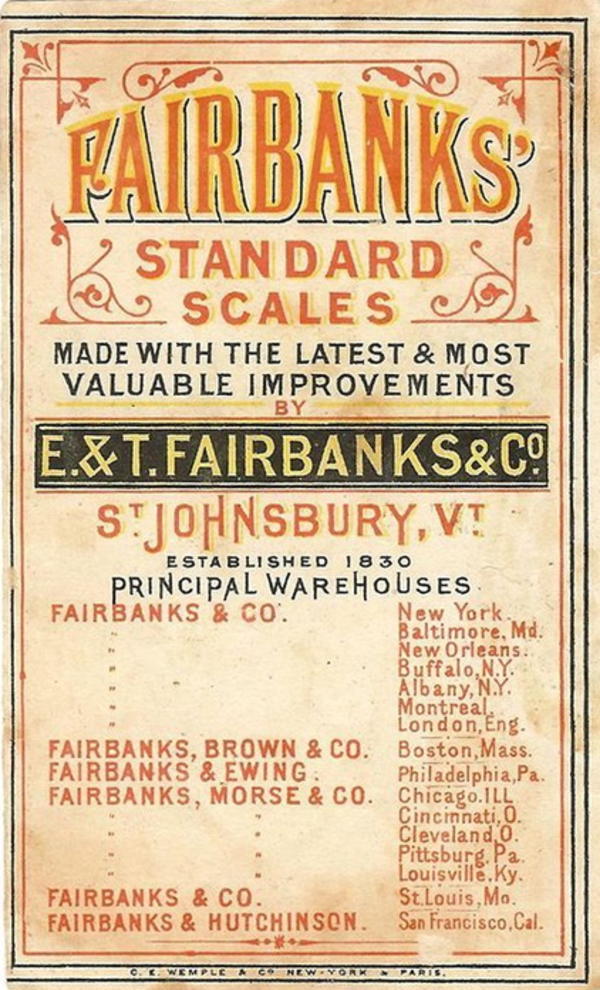 FAIRBANKS'
STANDARD
SCALES
MADE WITH THE LATEST & MOST
VALUABLE IMPROVEMENTS
BY
E. & T. FAIRBANKS & Co
ST JOHNSBURY, VT
ESTABLISHED 1830
PRINCIPAL WAREHOUSES
FAIRBANKS & CO. New York.
" Baltimore, Md.
" New Orleans.
" Buffalo, N.Y.
" Albany, N.Y.
" Montreal.
" London, Eng.
FAIRBANKS, BROWN & CO. Boston, Mass.
FAIRBANKS & EWING. Philadelphia, Pa.
FAIRBANKS, MORSE & CO. Chicago. ILL
" " Cincinnati, O.
" " Cleveland, O.
" " Pittsburg, Pa.
" " Louisville, Ky.
FAIRBANKS & CO. St. Louis, Mo.
FAIRBANKS & HUTCHINSON. San Francisco, Cal.
C. E. WEMPLE & Co NEW-YORK & PARIS.